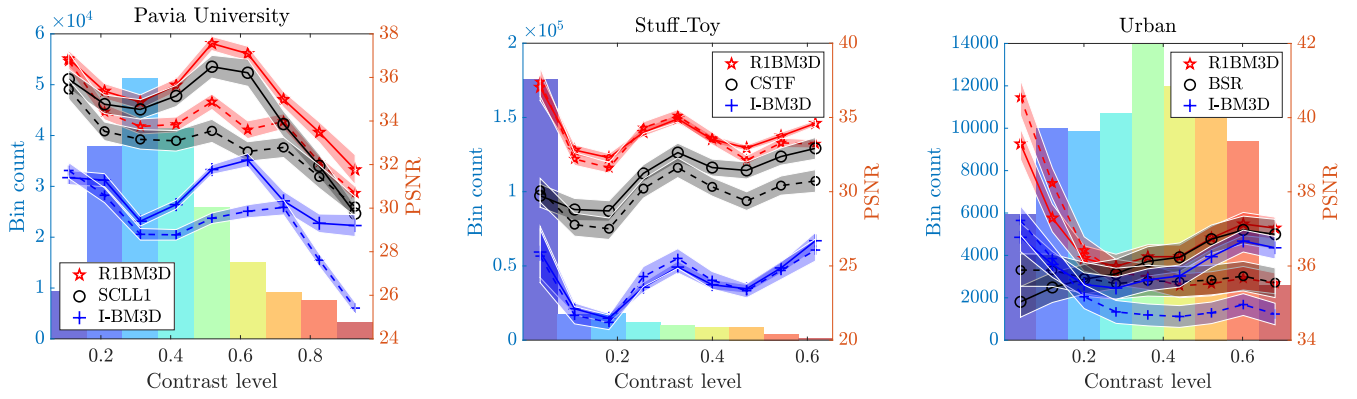 Pavia University
×10⁴
6
5
4
3
2
1
0
Bin count
38
36
34
32
30
28
26
24
PSNR
0.2 0.4 0.6 0.8
Contrast level
R1BM3D
SCLL1
I-BM3D
Stuff_Toy
×10⁵
2
1.5
1
0.5
0
Bin count
40
35
30
25
20
PSNR
0.2 0.4 0.6
Contrast level
R1BM3D
CSTF
I-BM3D
Urban
14000
12000
10000
8000
6000
4000
2000
0
Bin count
42
40
38
36
34
PSNR
0.2 0.4 0.6
Contrast level
R1BM3D
BSR
I-BM3D